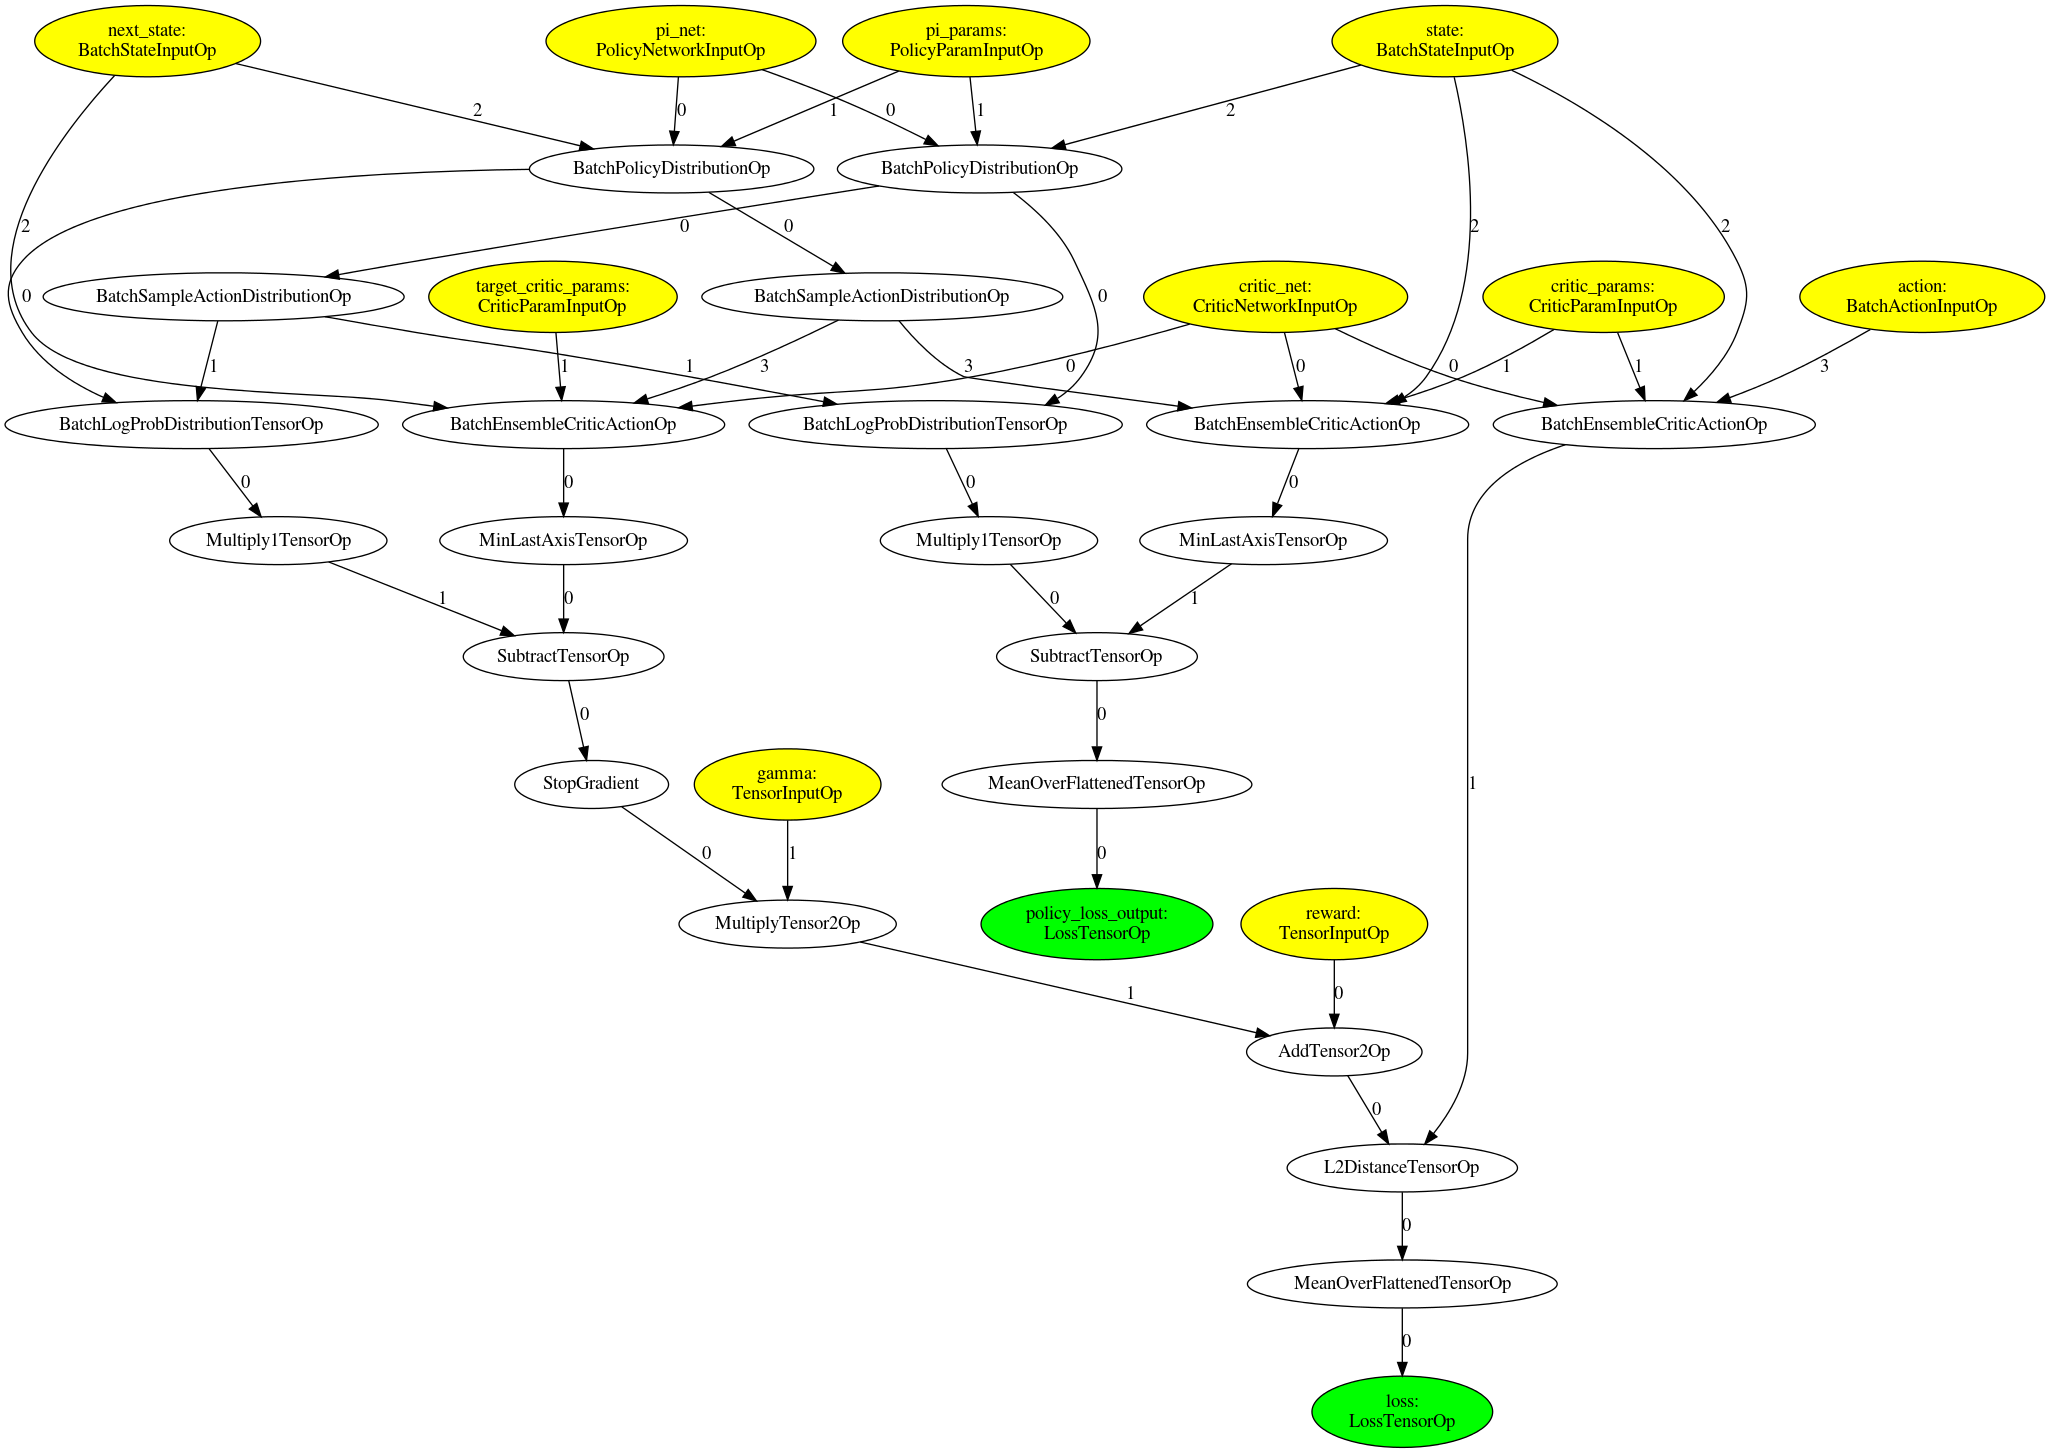 next_state:
BatchStateInputOp
pi_net:
PolicyNetworkInputOp
pi_params:
PolicyParamInputOp
state:
BatchStateInputOp
2
0
1
0
1
2
BatchPolicyDistributionOp
BatchPolicyDistributionOp
2
0
0
2
2
BatchSampleActionDistributionOp
target_critic_params:
CriticParamInputOp
BatchSampleActionDistributionOp
critic_net:
CriticNetworkInputOp
critic_params:
CriticParamInputOp
action:
BatchActionInputOp
0
0
1
1
1
3
3
0
0
0
1
1
3
BatchLogProbDistributionTensorOp
BatchEnsembleCriticActionOp
BatchLogProbDistributionTensorOp
BatchEnsembleCriticActionOp
BatchEnsembleCriticActionOp
0
0
0
0
Multiply1TensorOp
MinLastAxisTensorOp
Multiply1TensorOp
MinLastAxisTensorOp
1
0
0
1
SubtractTensorOp
SubtractTensorOp
0
0
StopGradient
gamma:
TensorInputOp
MeanOverFlattenedTensorOp
1
0
1
0
MultiplyTensor2Op
policy_loss_output:
LossTensorOp
reward:
TensorInputOp
1
0
AddTensor2Op
0
L2DistanceTensorOp
0
MeanOverFlattenedTensorOp
0
loss:
LossTensorOp